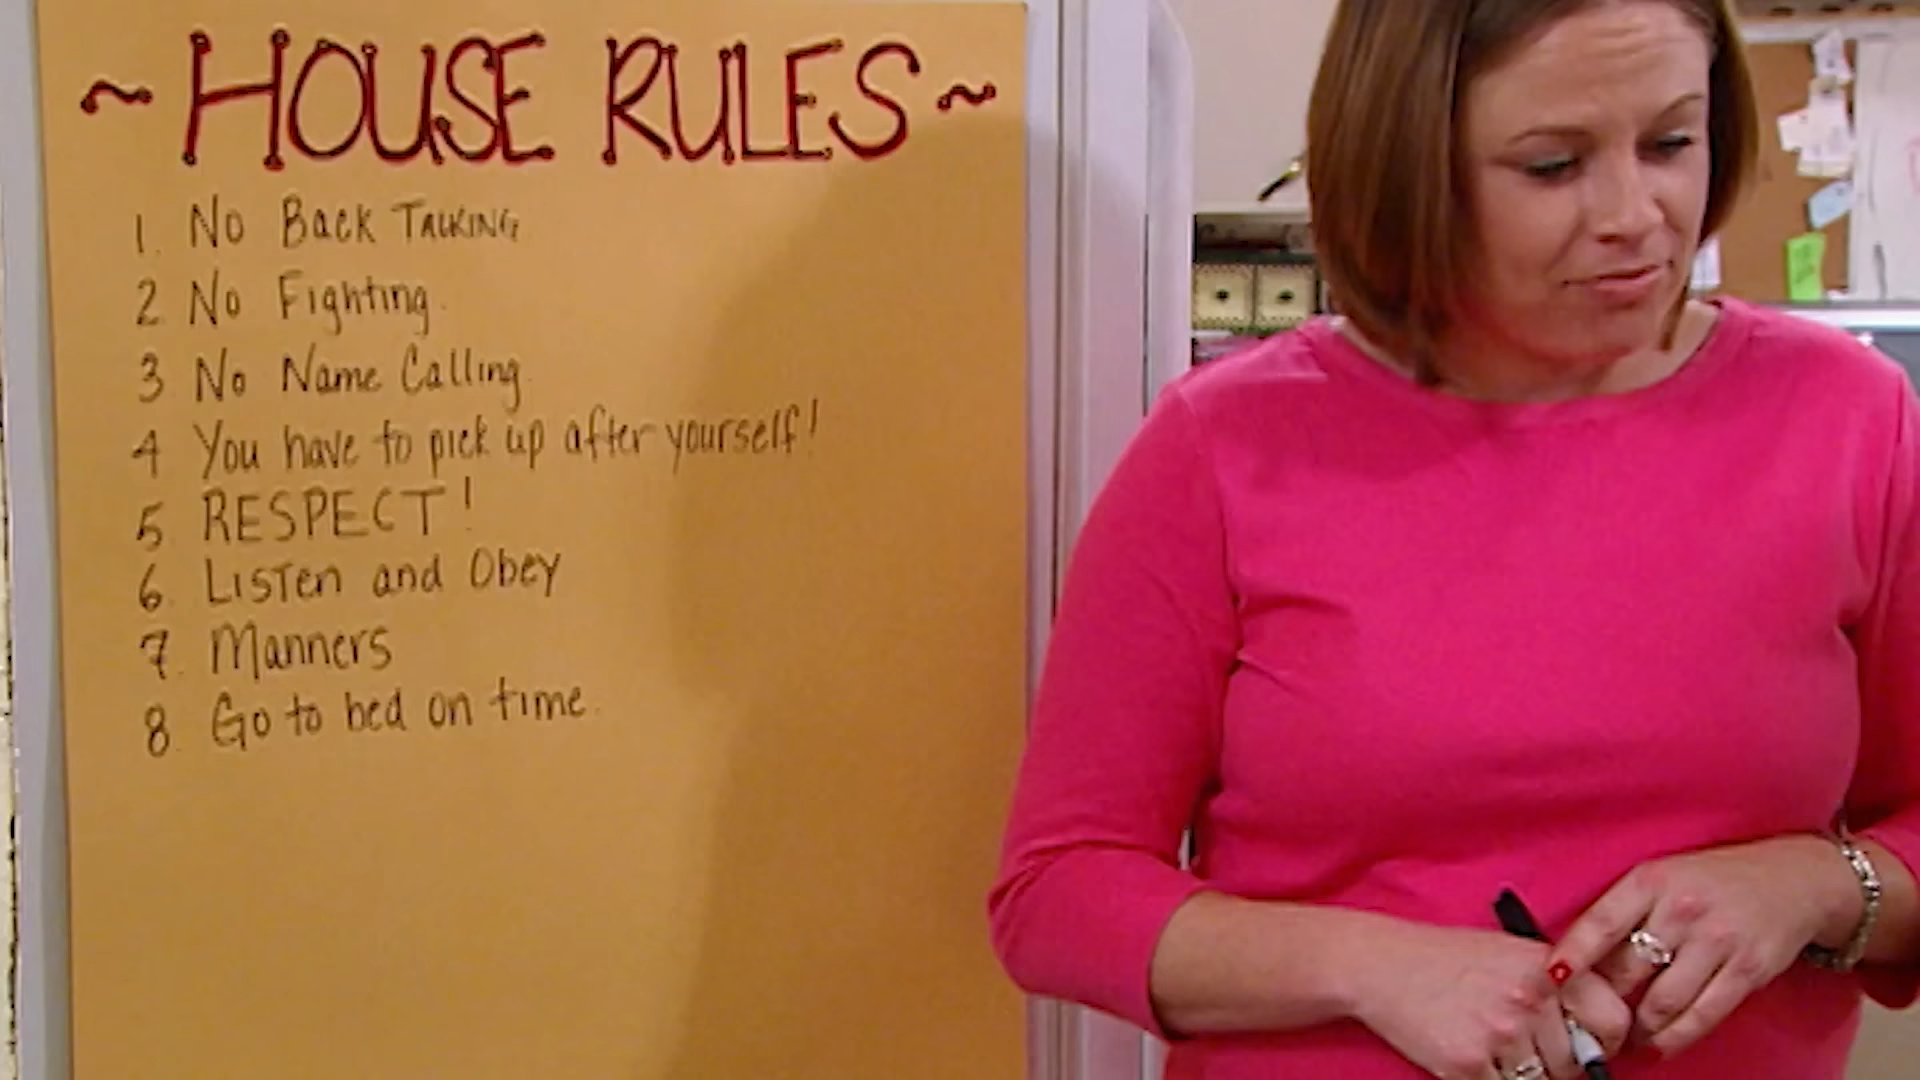 ~ HOUSE RULES ~
1. No Back Talking
2 No Fighting.
3 No Name Calling.
4 You have to pick up after yourself!
5 RESPECT!
6. Listen and Obey
7. Manners
8. Go to bed on time.